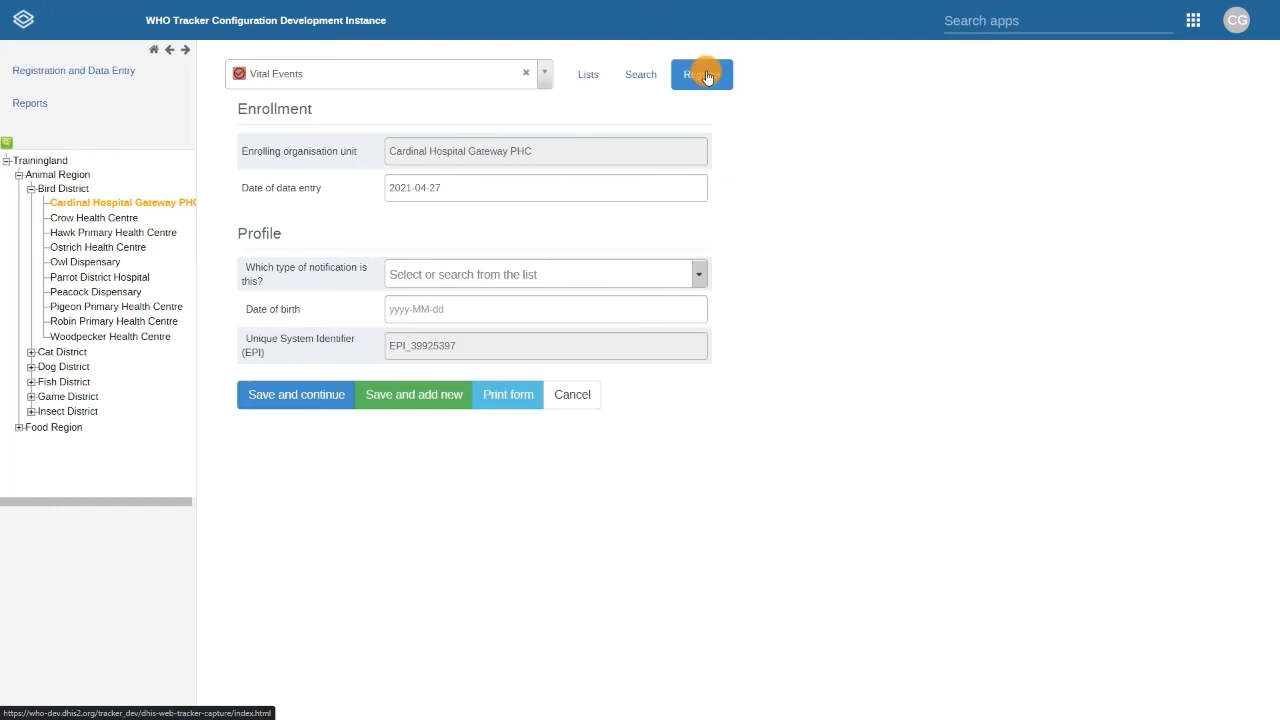 WHO Tracker Configuration Development Instance
Search apps
CG
Registration and Data Entry
Reports
Trainingland
Animal Region
Bird District
Cardinal Hospital Gateway PHC
Crow Health Centre
Hawk Primary Health Centre
Ostrich Health Centre
Owl Dispensary
Parrot District Hospital
Peacock Dispensary
Pigeon Primary Health Centre
Robin Primary Health Centre
Woodpecker Health Centre
Cat District
Dog District
Fish District
Game District
Insect District
Food Region
Vital Events
Lists
Search
Register
Enrollment
Enrolling organisation unit
Cardinal Hospital Gateway PHC
Date of data entry
2021-04-27
Profile
Which type of notification is
this?
Select or search from the list
Date of birth
yyyy-MM-dd
Unique System Identifier
(EPI)
EPI_39925397
Save and continue
Save and add new
Print form
Cancel
https://who-dev.dhis2.org/tracker_dev/dhis-web-tracker-capture/index.html